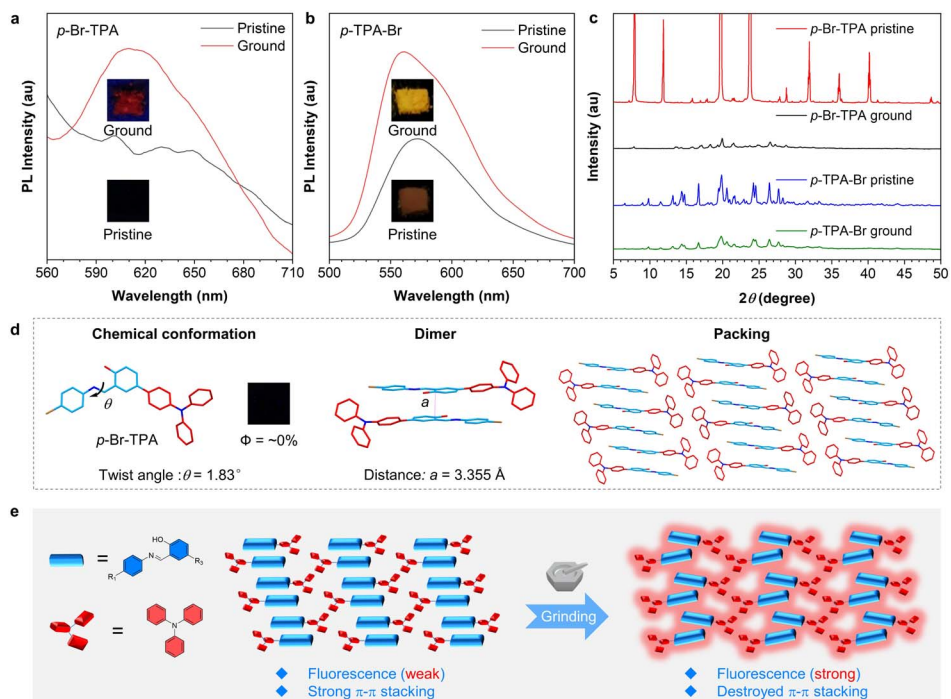 a
p-Br-TPA
Pristine
Ground
PL Intensity (au)
Ground
Pristine
560 590 620 650 680 710
Wavelength (nm)
b
p-TPA-Br
Pristine
Ground
PL Intensity (au)
Ground
Pristine
500 550 600 650 700
Wavelength (nm)
c
p-Br-TPA pristine
p-Br-TPA ground
p-TPA-Br pristine
p-TPA-Br ground
Intensity (au)
5 10 15 20 25 30 35 40 45 50
2θ (degree)
d
Chemical conformation
Dimer
Packing
θ
p-Br-TPA
Φ = ~0%
Twist angle :θ = 1.83°
a
Distance: a = 3.355 Å
e
=
HO
N
R₁
R₃
=
N
Grinding
Fluorescence (weak)
Strong π-π stacking
Fluorescence (strong)
Destroyed π-π stacking